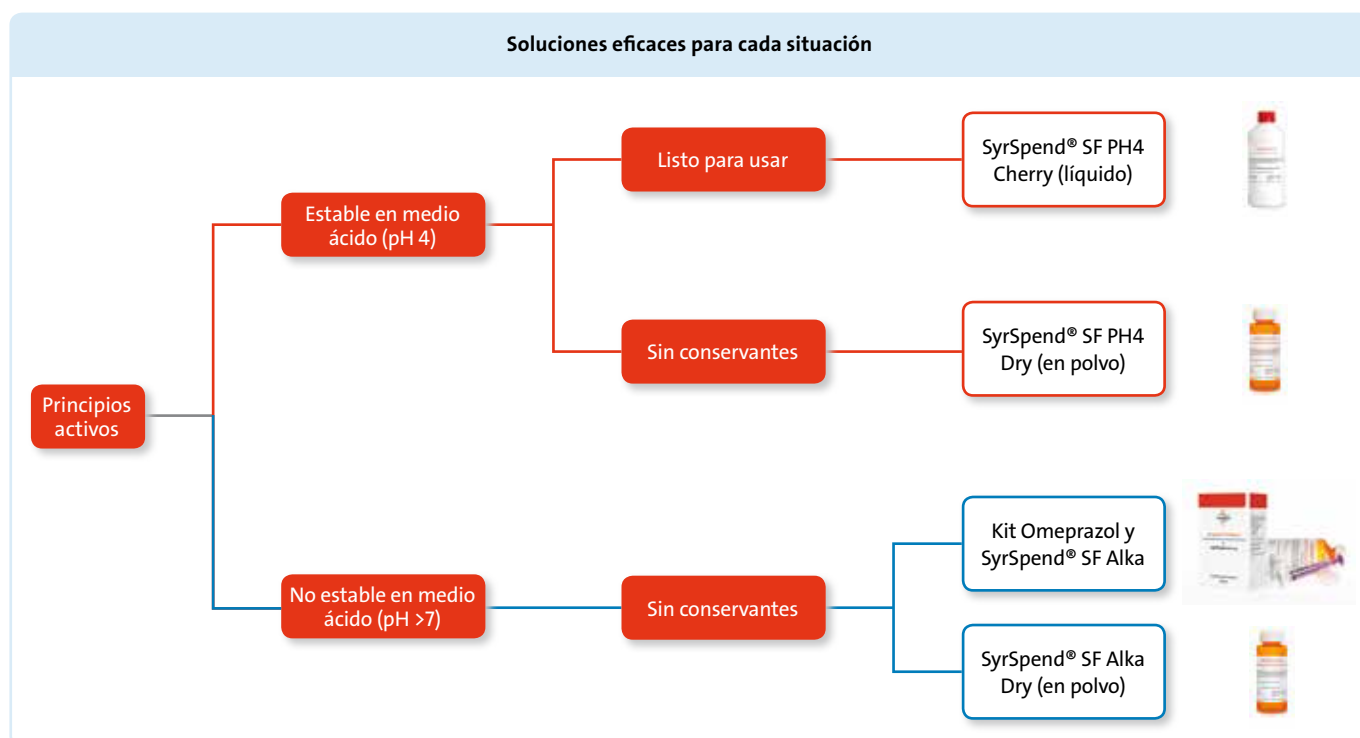 Soluciones eficaces para cada situación
Listo para usar
SyrSpend® SF PH4
Cherry (líquido)
Estable en medio
ácido (pH 4)
Sin conservantes
SyrSpend® SF PH4
Dry (en polvo)
Principios
activos
Kit Omeprazol y
SyrSpend® SF Alka
No estable en medio
ácido (pH >7)
Sin conservantes
SyrSpend® SF Alka
Dry (en polvo)